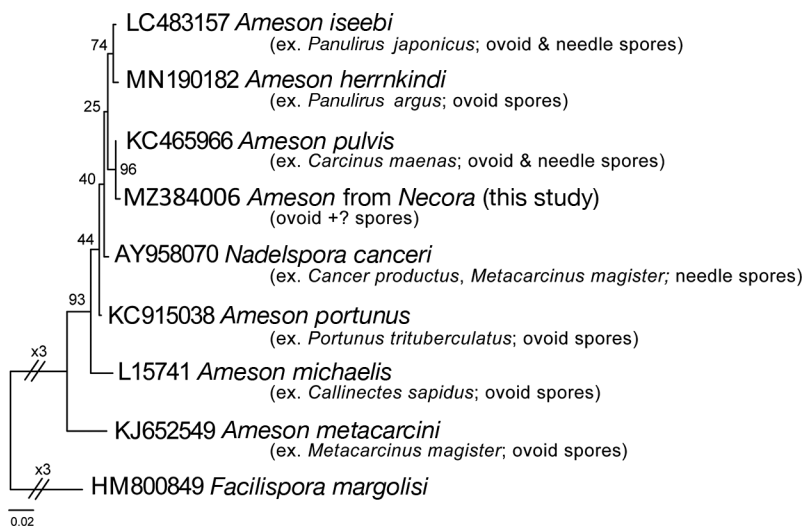 LC483157 Ameson iseebi
(ex. Panulirus japonicus; ovoid & needle spores)
74
MN190182 Ameson herrnkindi
(ex. Panulirus argus; ovoid spores)
25
KC465966 Ameson pulvis
(ex. Carcinus maenas; ovoid & needle spores)
96
40
MZ384006 Ameson from Necora (this study)
(ovoid +? spores)
44
AY958070 Nadelspora canceri
(ex. Cancer productus, Metacarcinus magister; needle spores)
93
KC915038 Ameson portunus
(ex. Portunus trituberculatus; ovoid spores)
x3
L15741 Ameson michaelis
(ex. Callinectes sapidus; ovoid spores)
KJ652549 Ameson metacarcini
(ex. Metacarcinus magister; ovoid spores)
x3
HM800849 Facilispora margolisi
0.02